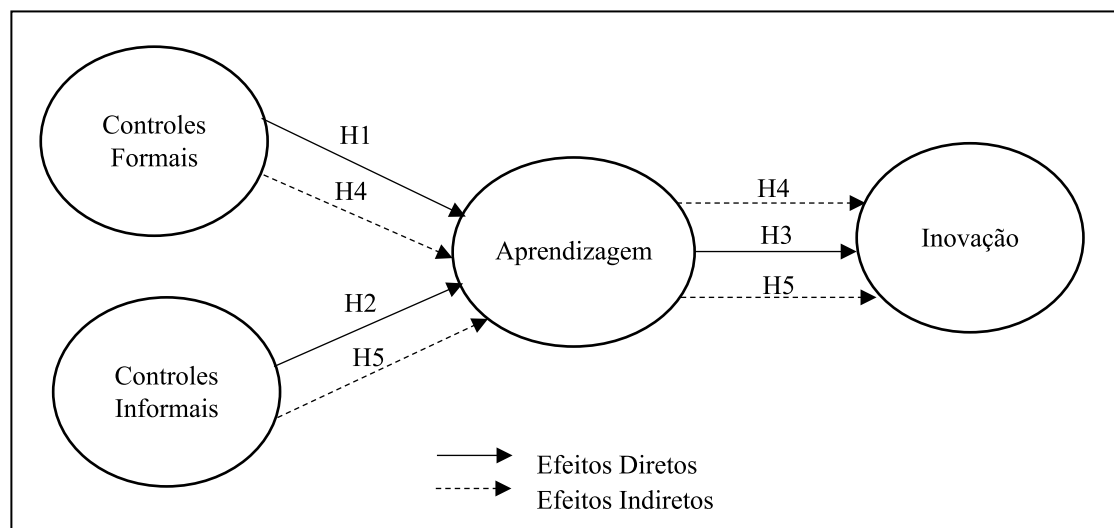 Controles
Formais
H1
H4
Controles
Informais
H2
H5
Aprendizagem
H4
H3
H5
Inovação
Efeitos Diretos
Efeitos Indiretos